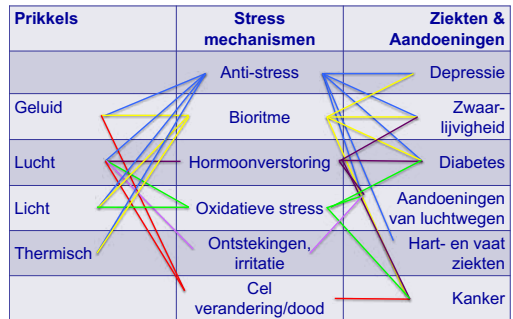 Prikkels
Stress
mechanismen
Ziekten &
Aandoeningen
Anti-stress
Depressie
Geluid
Bioritme
Zwaar-
lijvigheid
Lucht
Hormoonverstoring
Diabetes
Licht
Oxidatieve stress
Aandoeningen
van luchtwegen
Thermisch
Ontstekingen,
irritatie
Hart- en vaat
ziekten
Cel
verandering/dood
Kanker